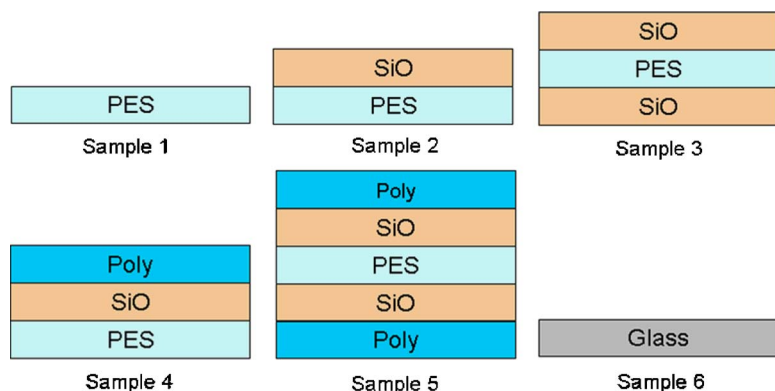 PES
Sample 1
SiO
PES
Sample 2
SiO
PES
SiO
Sample 3
Poly
SiO
PES
Sample 4
Poly
SiO
PES
SiO
Poly
Sample 5
Glass
Sample 6